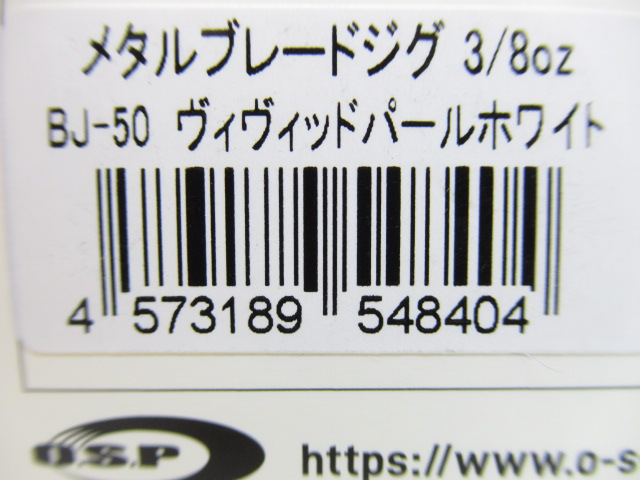 メタルブレードジグ 3/8oz
BJ-50 ヴィヴィッドパールホワイト
4 573189 548404
O.S.P https://www.o-s